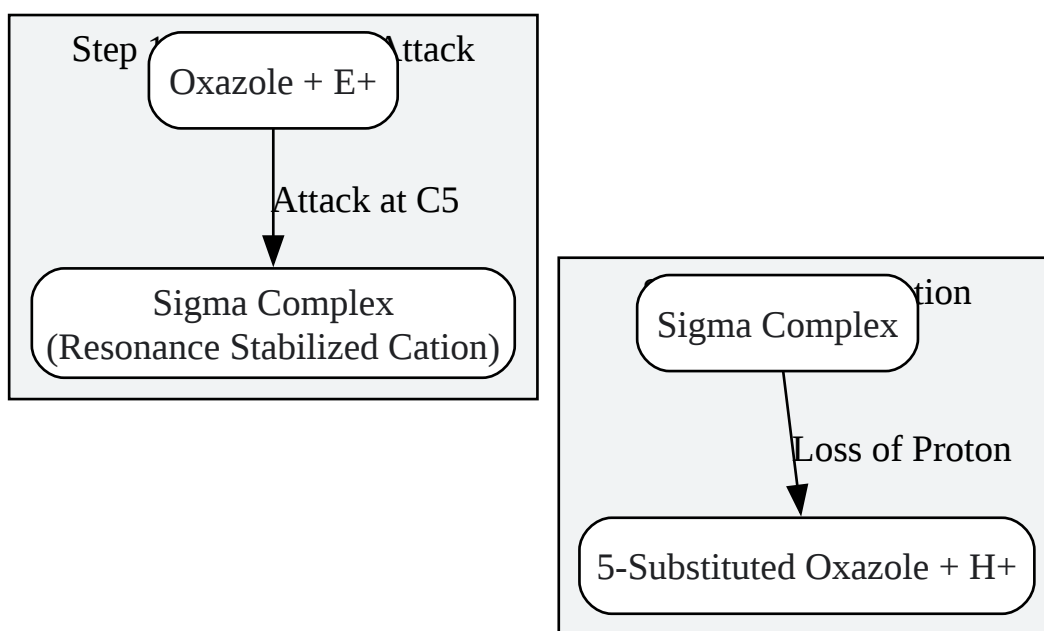 Step Attack
Oxazole + E+
Attack at C5
Sigma Complex
(Resonance Stabilized Cation)
Sigma Complex
Loss of Proton
5-Substituted Oxazole + H+